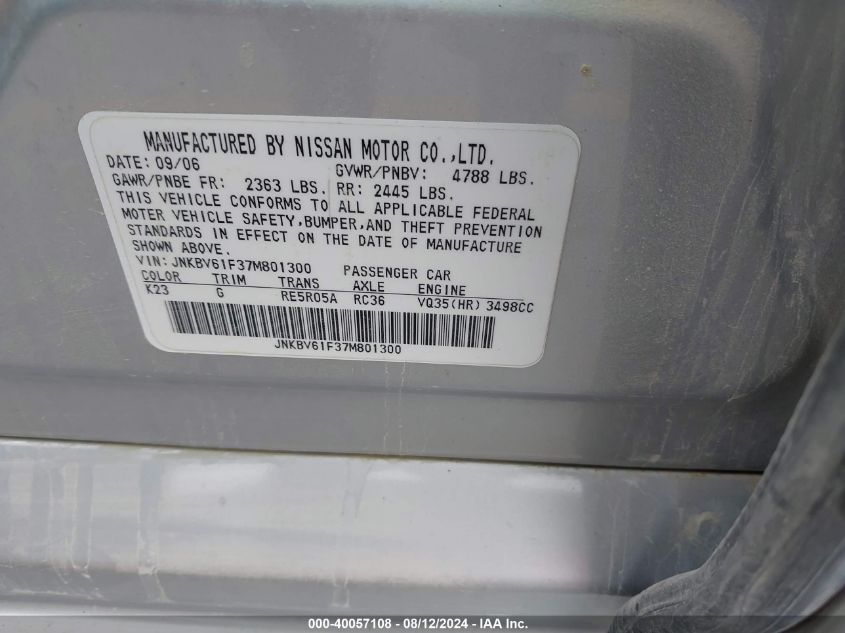 MANUFACTURED BY NISSAN MOTOR CO.,LTD.
DATE: 09/06 GVWR/PNBV: 4788 LBS.
GAWR/PNBE FR: 2363 LBS. RR: 2445 LBS.
THIS VEHICLE CONFORMS TO ALL APPLICABLE FEDERAL
MOTER VEHICLE SAFETY,BUMPER,AND THEFT PREVENTION
STANDARDS IN EFFECT ON THE DATE OF MANUFACTURE
SHOWN ABOVE.
VIN: JNKBV61F37M801300 PASSENGER CAR
COLOR TRIM TRANS AXLE ENGINE
K23 G RE5R05A RC36 VQ35(HR) 3498CC
JNKBV61F37M801300
000-40057108 - 08/12/2024 - IAAI Inc.